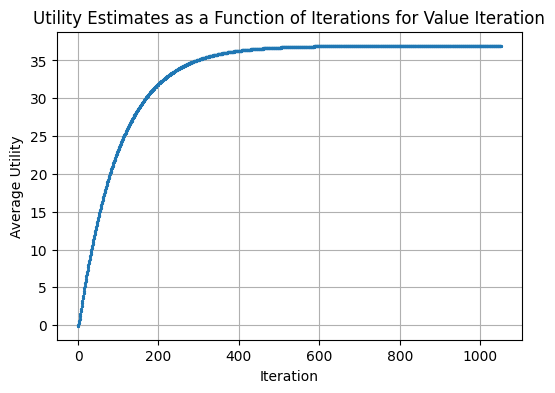 Utility Estimates as a Function of Iterations for Value Iteration
Average Utility
35
30
25
20
15
10
5
0
0 200 400 600 800 1000
Iteration